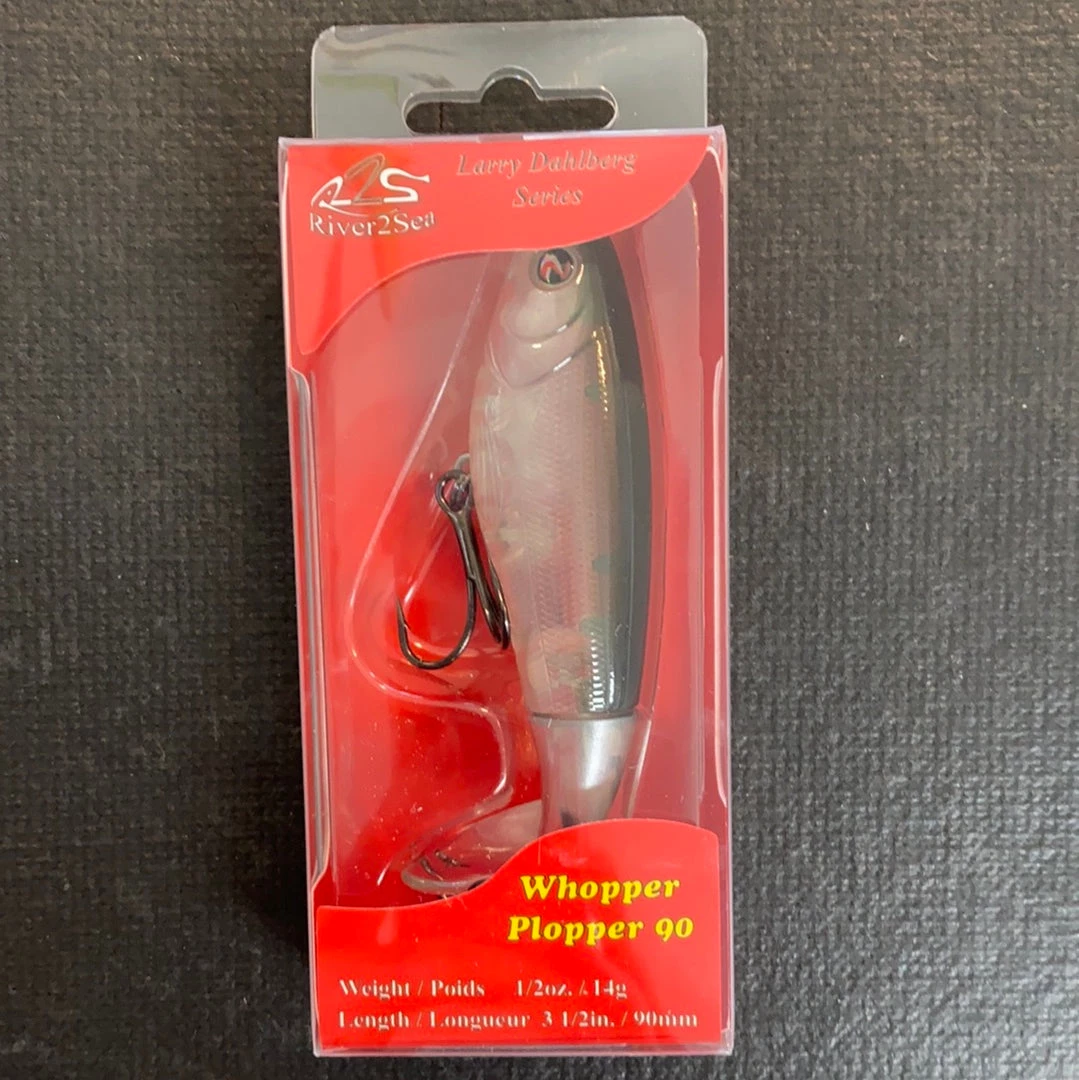 R2S
River2Sea
Larry Dahlberg
Series
Whopper
Plopper 90
Weight / Poids 1/2oz. / 14g
Length / Longueur 3 1/2in. / 90mm